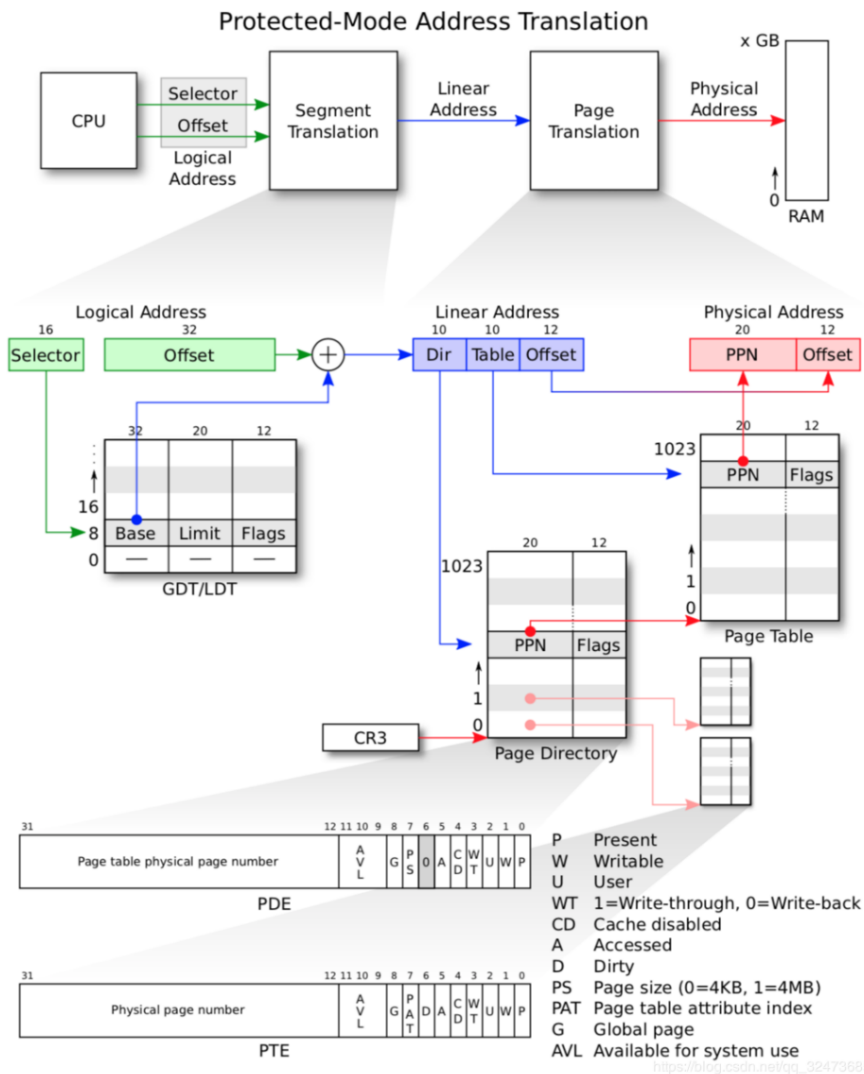 Protected-Mode Address Translation
x GB
CPU
Selector
Offset
Logical
Address
Segment
Translation
Linear
Address
Page
Translation
Physical
Address
0
RAM
Logical Address
Linear Address
Physical Address
16
32
10
10
12
20
12
Selector
Offset
+
Dir
Table
Offset
PPN
Offset
32
20
12
16
8
0
Base
Limit
Flags
— — —
GDT/LDT
20
12
1023
PPN
Flags
1
0
Page Table
20
12
1023
PPN
Flags
1
0
Page Directory
CR3
31
12 11 10 9 8 7 6 5 4 3 2 1 0
Page table physical page number
AVL
G
PS
0
A
CD
WT
U
W
P
PDE
31
12 11 10 9 8 7 6 5 4 3 2 1 0
Physical page number
AVL
G
PAT
D
A
CD
WT
U
W
P
PTE
P Present
W Writable
U User
WT 1=Write-through, 0=Write-back
CD Cache disabled
A Accessed
D Dirty
PS Page size (0=4KB, 1=4MB)
PAT Page table attribute index
G Global page
AVL Available for system use
https://blog.csdn.net/qq_3247368